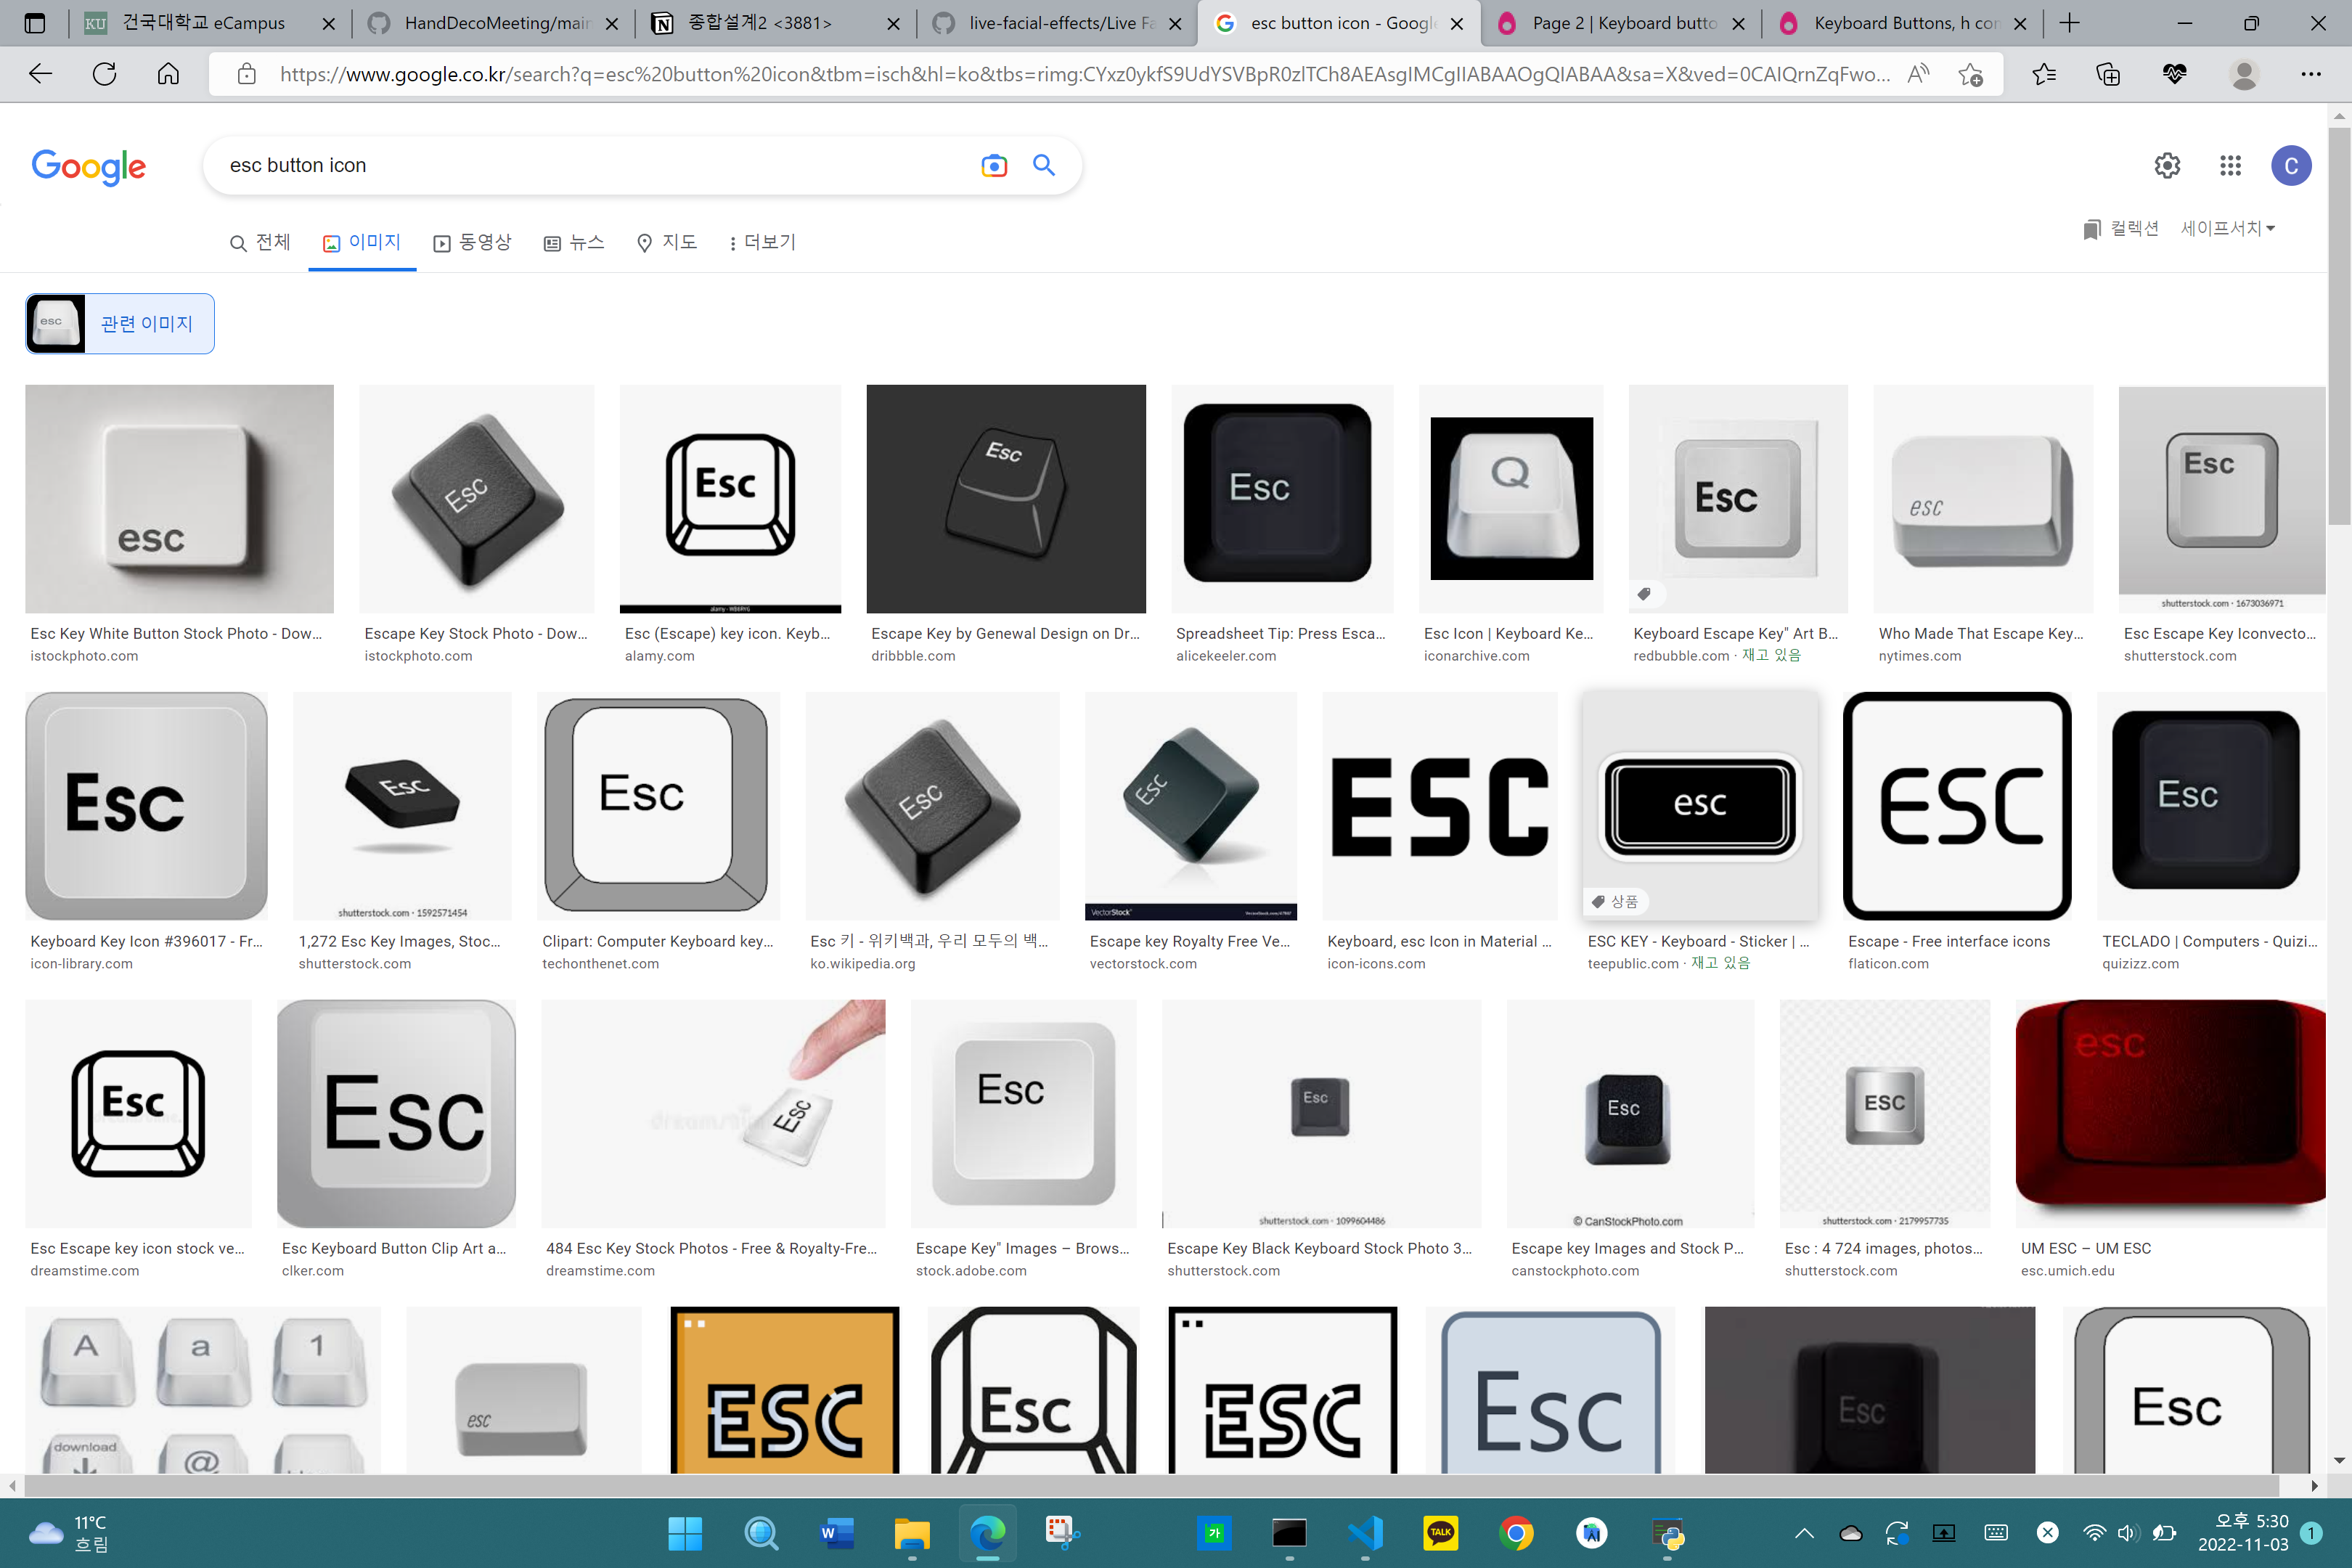 건국대학교 eCampus
HandDecoMeeting/main
종합설계2 <3881>
live-facial-effects/Live Fa
esc button icon - Google
Page 2 | Keyboard butto
Keyboard Buttons, h con
https://www.google.co.kr/search?q=esc%20button%20icon&tbm=isch&hl=ko&tbs=rimg:CYxz0ykfS9UdYSVBpR0zlTCh8AEAsgIMCgIIABAAOgQIABAA&sa=X&ved=0CAIQrnZqFwo...
Google
esc button icon
C
전체
이미지
동영상
뉴스
지도
더보기
컬렉션
세이프서치
esc
관련 이미지
esc
Esc
Esc
Esc
Esc
Q
Esc
esc
Esc
alamy - WB6RYG
shutterstock.com · 1673036971
Esc Key White Button Stock Photo - Dow...
Escape Key Stock Photo - Dow...
Esc (Escape) key icon. Keyb...
Escape Key by Genewal Design on Dr...
Spreadsheet Tip: Press Esca...
Esc Icon | Keyboard Ke...
Keyboard Escape Key" Art B...
Who Made That Escape Key...
Esc Escape Key Iconvecto...
istockphoto.com
istockphoto.com
alamy.com
dribbble.com
alicekeeler.com
iconarchive.com
redbubble.com · 재고 있음
nytimes.com
shutterstock.com
Esc
Esc
Esc
Esc
Esc
ESC
esc
ESC
Esc
shutterstock.com · 1592571454
VectorStock
상품
Keyboard Key Icon #396017 - Fr...
1,272 Esc Key Images, Stoc...
Clipart: Computer Keyboard key...
Esc 키 - 위키백과, 우리 모두의 백...
Escape key Royalty Free Ve...
Keyboard, esc Icon in Material ...
ESC KEY - Keyboard - Sticker | ...
Escape - Free interface icons
TECLADO | Computers - Quizi...
icon-library.com
shutterstock.com
techonthenet.com
ko.wikipedia.org
vectorstock.com
icon-icons.com
teepublic.com · 재고 있음
flaticon.com
quizizz.com
Esc
Esc
Esc
Esc
Esc
Esc
ESC
esc
dreamstime
shutterstock.com · 1099604486
© CanStockPhoto.com
shutterstock.com · 2179957735
Esc Escape key icon stock ve...
Esc Keyboard Button Clip Art a...
484 Esc Key Stock Photos - Free & Royalty-Fre...
Escape Key" Images – Brows...
Escape Key Black Keyboard Stock Photo 3...
Escape key Images and Stock P...
Esc : 4 724 images, photos...
UM ESC – UM ESC
dreamstime.com
clker.com
dreamstime.com
stock.adobe.com
shutterstock.com
canstockphoto.com
shutterstock.com
esc.umich.edu
A
a
1
download
@
esc
ESC
Esc
ESC
Esc
Esc
Esc
11°C
흐림
오후 5:30
2022-11-03
1